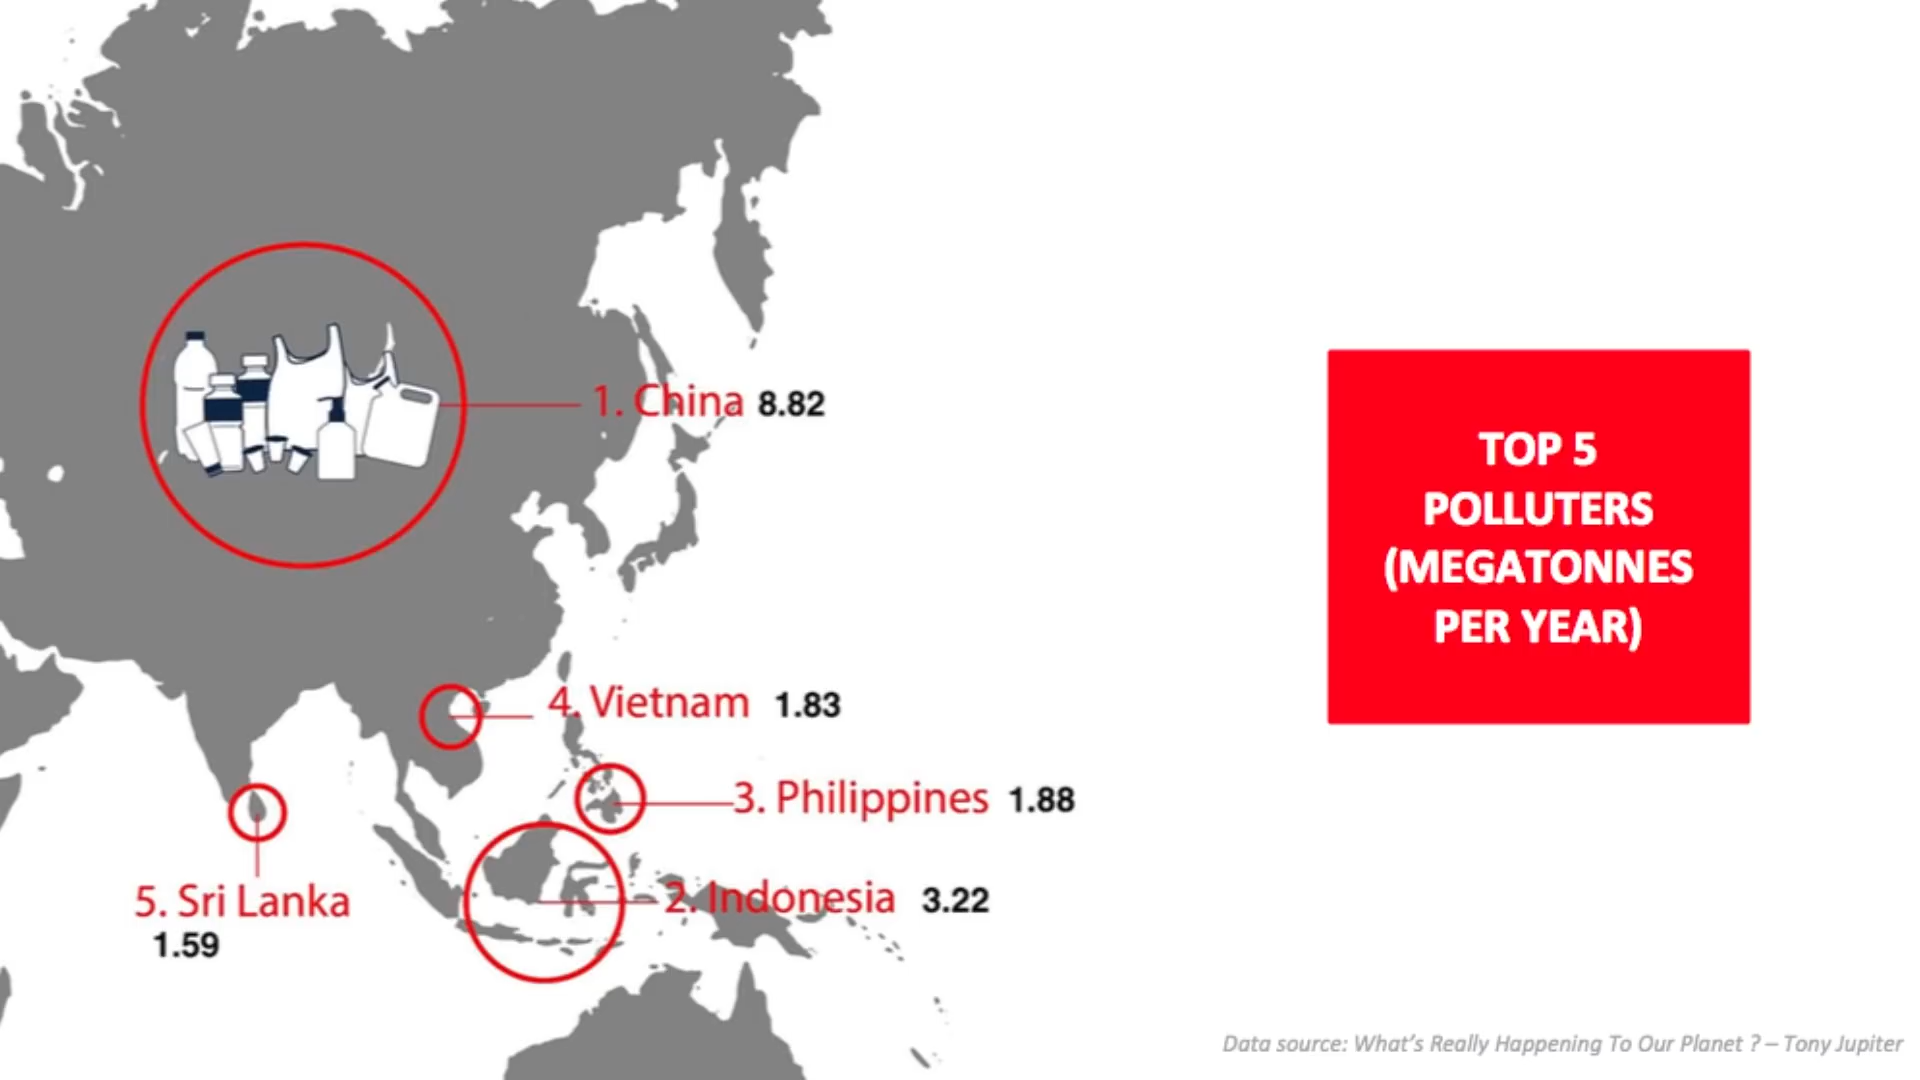 1. China 8.82
TOP 5
POLLUTERS
(MEGATONNES
PER YEAR)
4. Vietnam 1.83
3. Philippines 1.88
2. Indonesia 3.22
5. Sri Lanka
1.59
Data source: What's Really Happening To Our Planet ? – Tony Jupiter